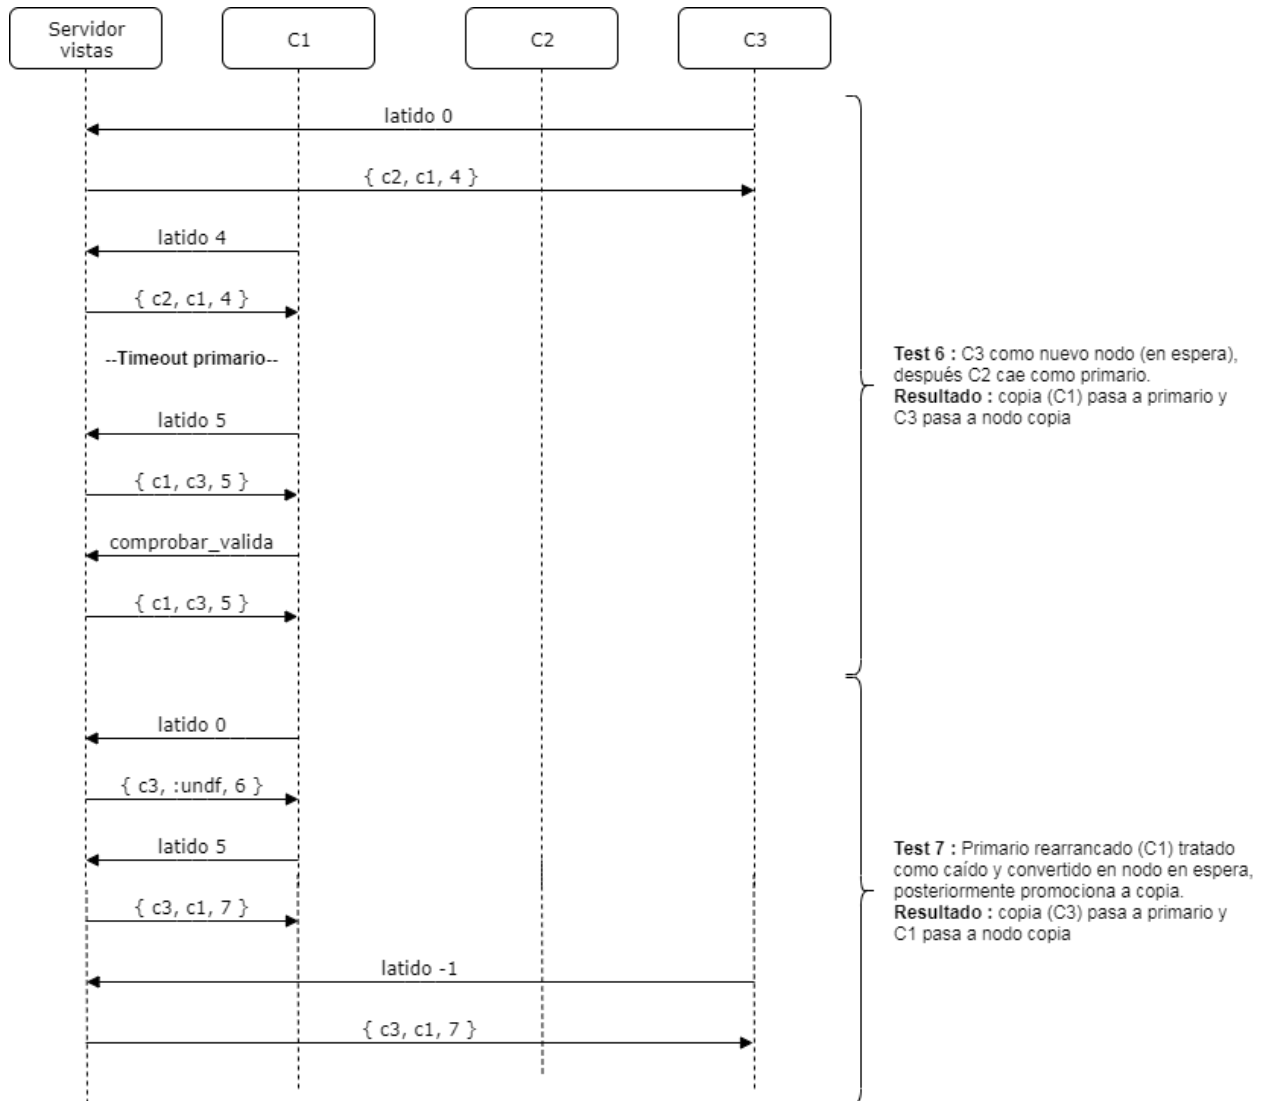 Servidor
vistas
C1
C2
C3
latido 0
{ c2, c1, 4 }
latido 4
{ c2, c1, 4 }
--Timeout primario--
latido 5
{ c1, c3, 5 }
comprobar_valida
{ c1, c3, 5 }
Test 6 : C3 como nuevo nodo (en espera),
después C2 cae como primario.
Resultado : copia (C1) pasa a primario y
C3 pasa a nodo copia
latido 0
{ c3, :undf, 6 }
latido 5
{ c3, c1, 7 }
latido -1
{ c3, c1, 7 }
Test 7 : Primario rearrancado (C1) tratado
como caído y convertido en nodo en espera,
posteriormente promociona a copia.
Resultado : copia (C3) pasa a primario y
C1 pasa a nodo copia